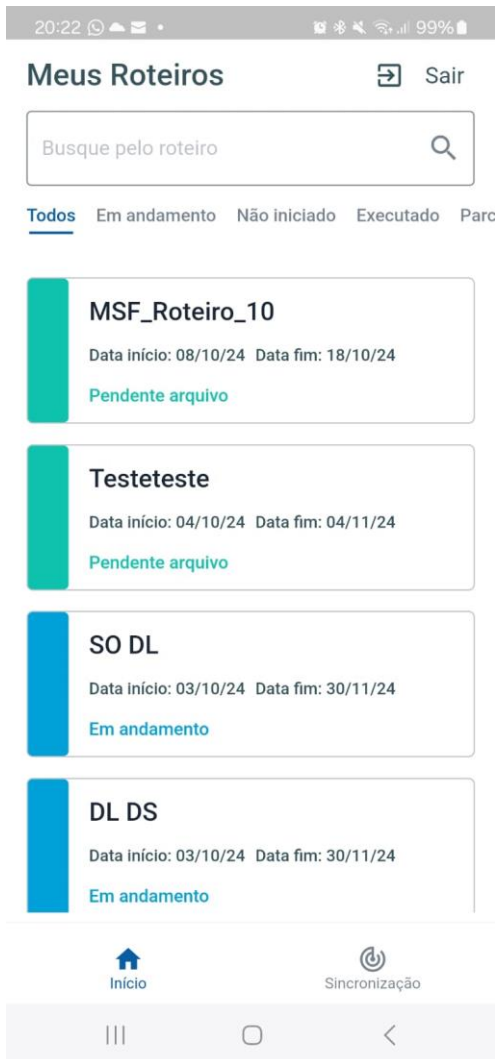 20:22 99%
Meus Roteiros Sair
Busque pelo roteiro
Todos Em andamento Não iniciado Executado Parc
MSF_Roteiro_10
Data início: 08/10/24 Data fim: 18/10/24
Pendente arquivo
Testeteste
Data início: 04/10/24 Data fim: 04/11/24
Pendente arquivo
SO DL
Data início: 03/10/24 Data fim: 30/11/24
Em andamento
DL DS
Data início: 03/10/24 Data fim: 30/11/24
Em andamento
Início Sincronização